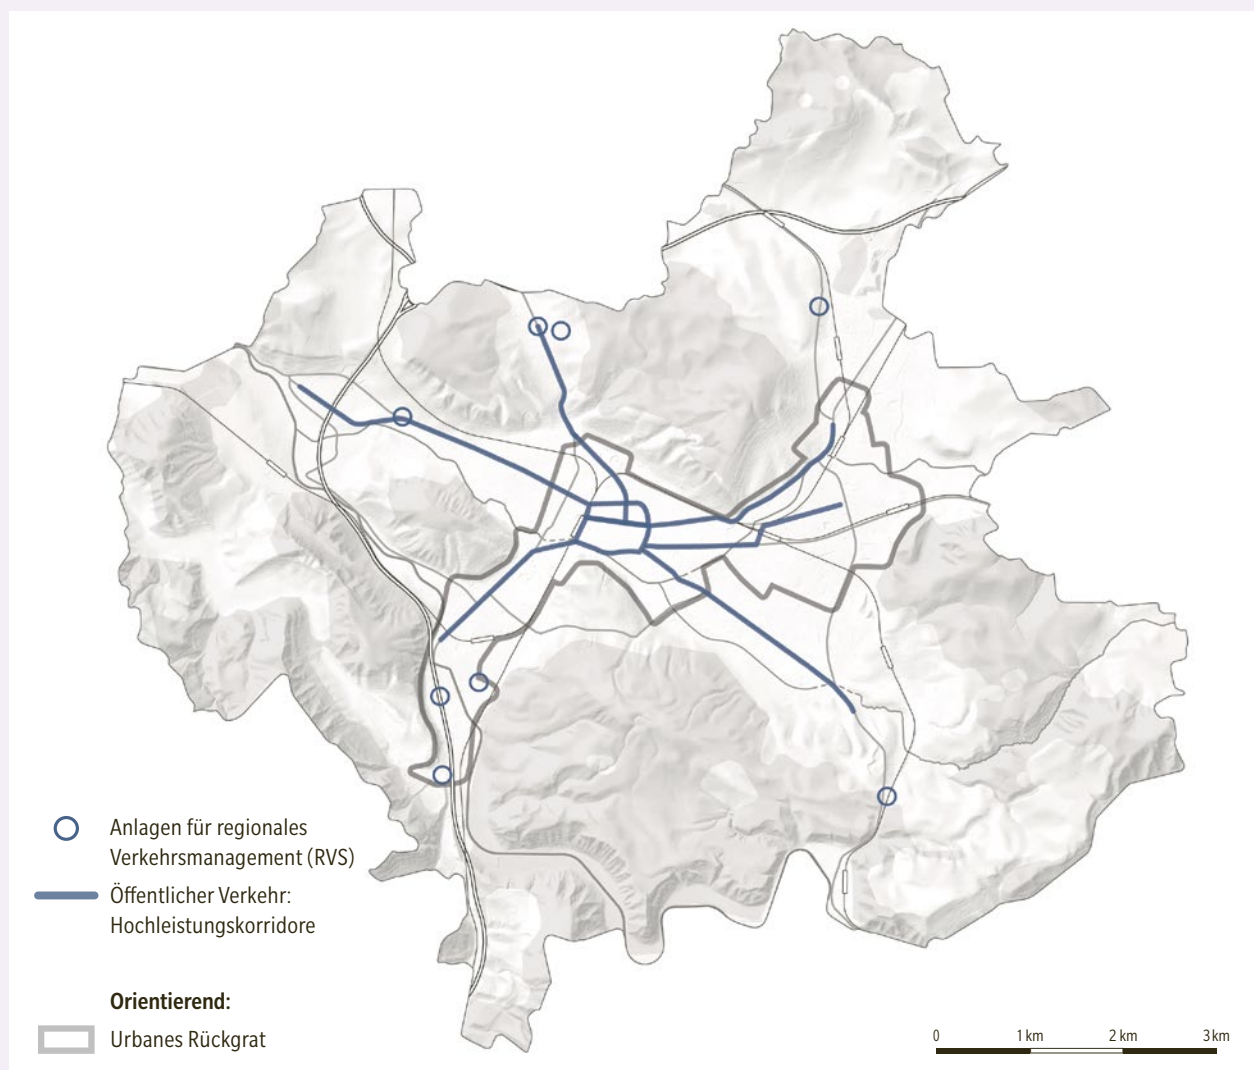 Anlagen für regionales
Verkehrsmanagement (RVS)
Öffentlicher Verkehr:
Hochleistungskorridore
Orientierend:
Urbanes Rückgrat
0 1 km 2 km 3 km